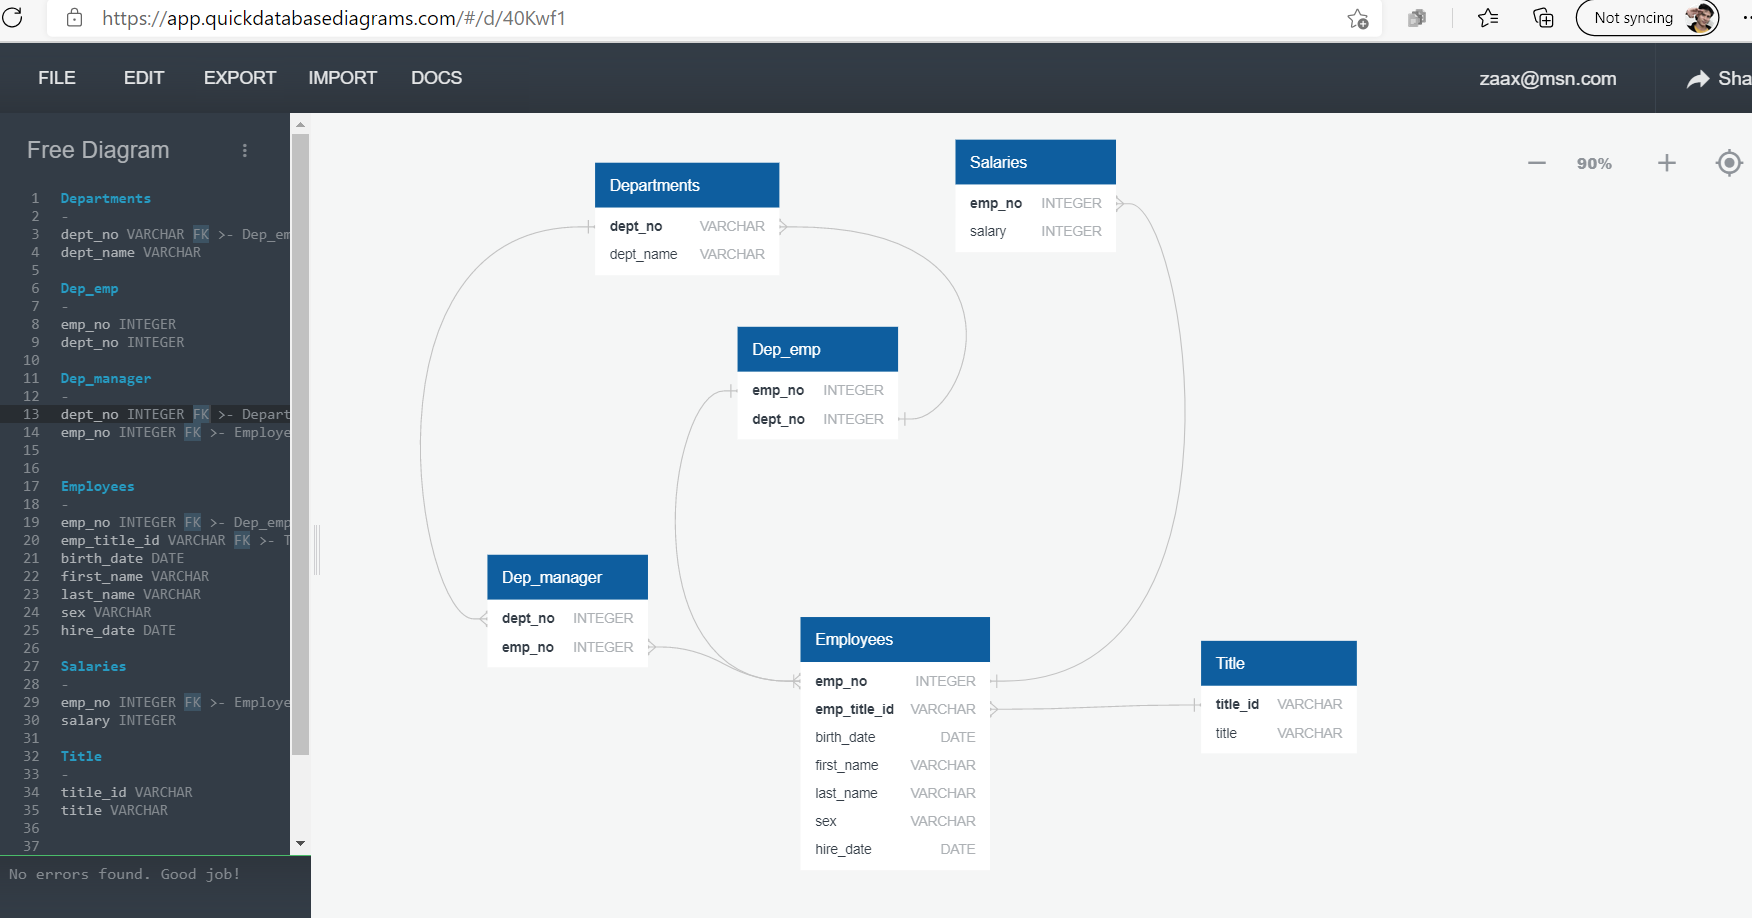 https://app.quickdatabasediagrams.com/#/d/40Kwf1
Not syncing
FILE EDIT EXPORT IMPORT DOCS
zaax@msn.com
Sha
Free Diagram
1 Departments
2 -
3 dept_no VARCHAR FK >- Dep_em
4 dept_name VARCHAR
5
6 Dep_emp
7 -
8 emp_no INTEGER
9 dept_no INTEGER
10
11 Dep_manager
12 -
13 dept_no INTEGER FK >- Depart
14 emp_no INTEGER FK >- Employe
15
16
17 Employees
18 -
19 emp_no INTEGER FK >- Dep_emp
20 emp_title_id VARCHAR FK >- T
21 birth_date DATE
22 first_name VARCHAR
23 last_name VARCHAR
24 sex VARCHAR
25 hire_date DATE
26
27 Salaries
28 -
29 emp_no INTEGER FK >- Employe
30 salary INTEGER
31
32 Title
33 -
34 title_id VARCHAR
35 title VARCHAR
36
37
No errors found. Good job!
90%
Departments
dept_no VARCHAR
dept_name VARCHAR
Salaries
emp_no INTEGER
salary INTEGER
Dep_emp
emp_no INTEGER
dept_no INTEGER
Dep_manager
dept_no INTEGER
emp_no INTEGER
Employees
emp_no INTEGER
emp_title_id VARCHAR
birth_date DATE
first_name VARCHAR
last_name VARCHAR
sex VARCHAR
hire_date DATE
Title
title_id VARCHAR
title VARCHAR